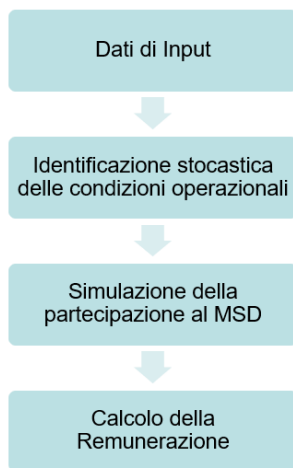 Dati di Input
Identificazione stocastica
delle condizioni operazionali
Simulazione della
partecipazione al MSD
Calcolo della
Remunerazione